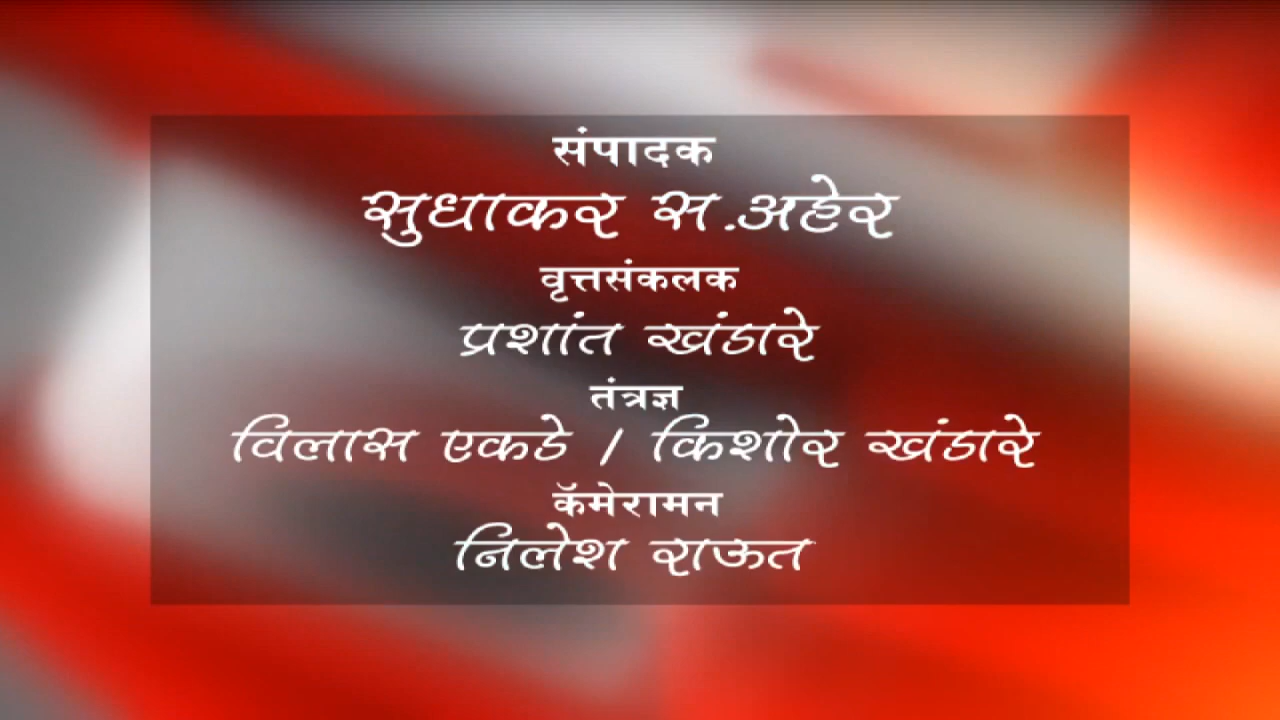 संपादक
सुधाकर स.अहेर
वृत्तसंकलक
प्रशांत खंडारे
तंत्रज्ञ
विलास एकडे / किशोर खंडारे
कॅमेरामन
निलेश राऊत